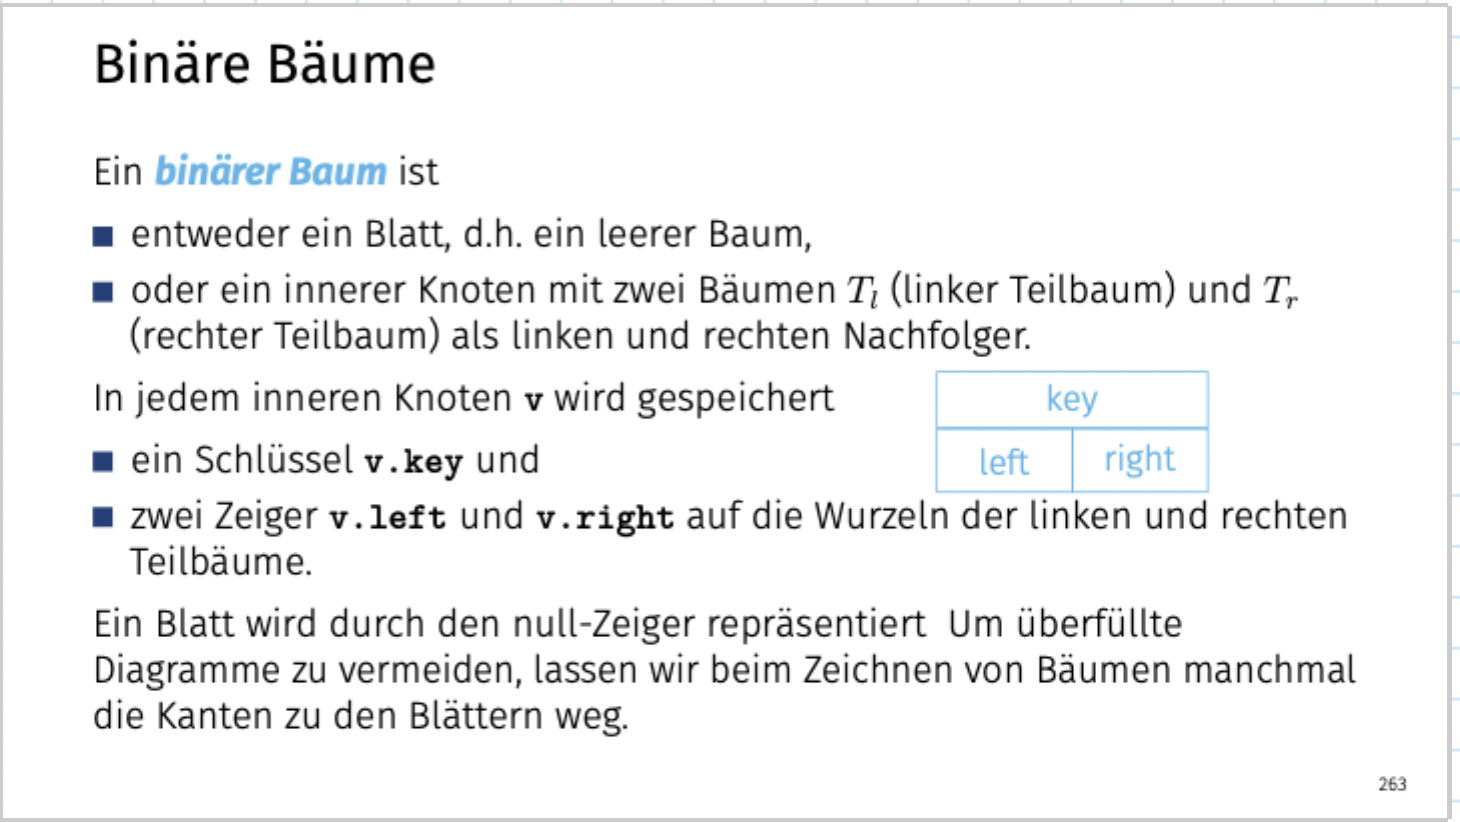 Binäre Bäume
Ein binärer Baum ist
■ entweder ein Blatt, d.h. ein leerer Baum,
■ oder ein innerer Knoten mit zwei Bäumen T_l (linker Teilbaum) und T_r
(rechter Teilbaum) als linken und rechten Nachfolger.
In jedem inneren Knoten v wird gespeichert
key
■ ein Schlüssel v.key und
left right
■ zwei Zeiger v.left und v.right auf die Wurzeln der linken und rechten
Teilbäume.
Ein Blatt wird durch den null-Zeiger repräsentiert  Um überfüllte
Diagramme zu vermeiden, lassen wir beim Zeichnen von Bäumen manchmal
die Kanten zu den Blättern weg.
263